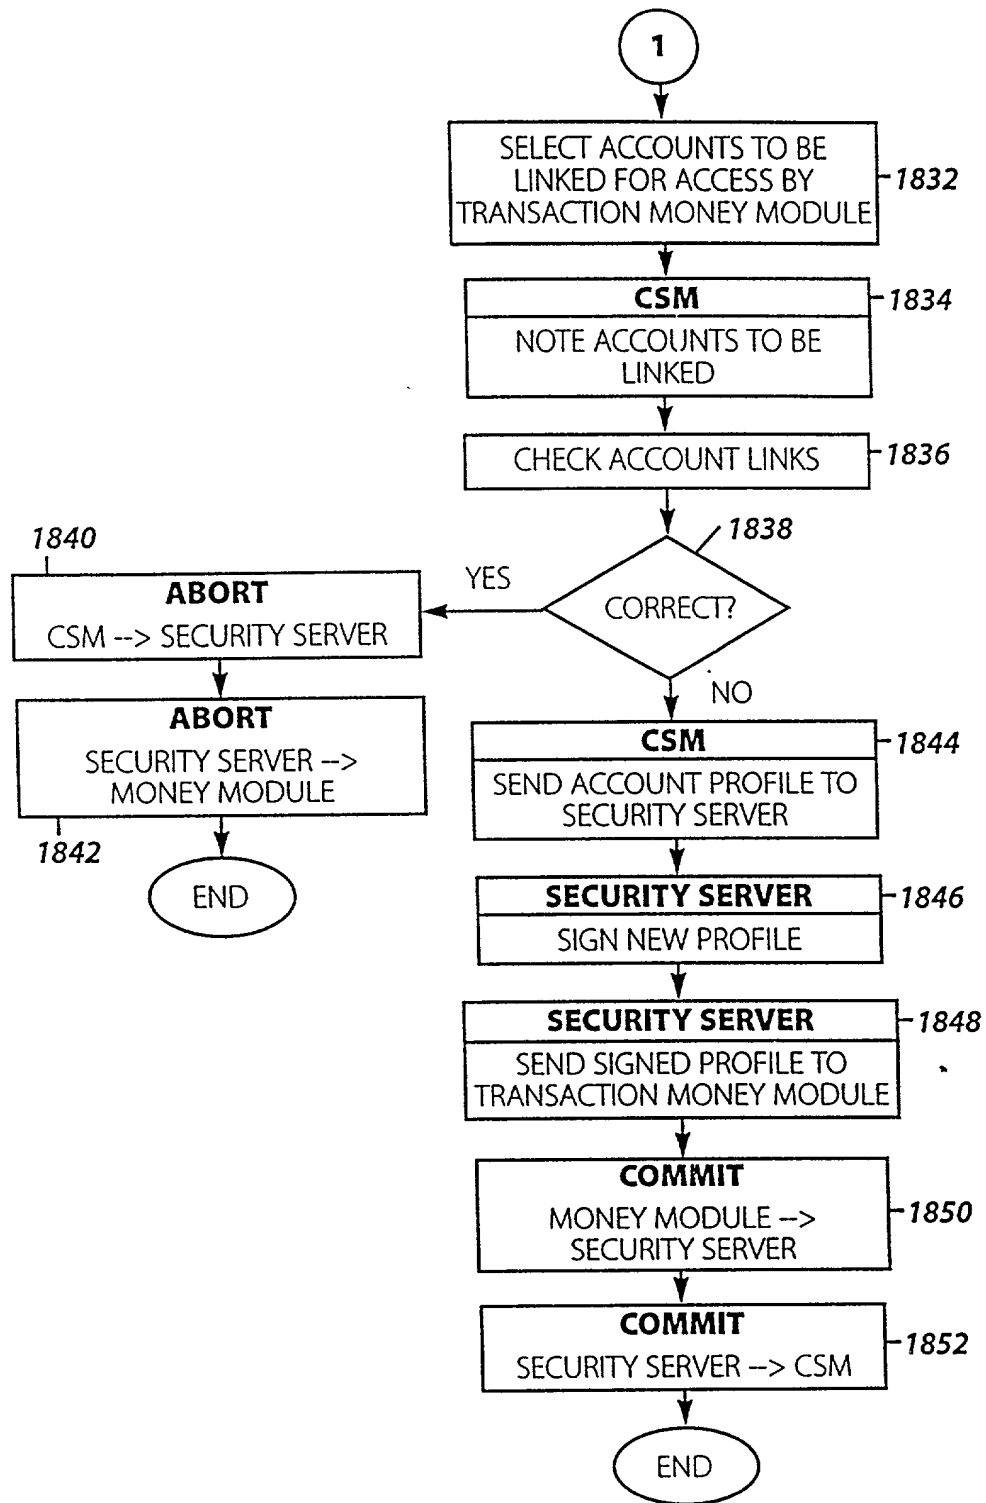 1
SELECT ACCOUNTS TO BE
LINKED FOR ACCESS BY
TRANSACTION MONEY MODULE
1832
CSM
1834
NOTE ACCOUNTS TO BE
LINKED
CHECK ACCOUNT LINKS
1836
1838
CORRECT?
YES
1840
ABORT
CSM --> SECURITY SERVER
ABORT
SECURITY SERVER -->
MONEY MODULE
1842
END
NO
CSM
1844
SEND ACCOUNT PROFILE TO
SECURITY SERVER
SECURITY SERVER
1846
SIGN NEW PROFILE
SECURITY SERVER
1848
SEND SIGNED PROFILE TO
TRANSACTION MONEY MODULE
COMMIT
MONEY MODULE -->
SECURITY SERVER
1850
COMMIT
SECURITY SERVER --> CSM
1852
END